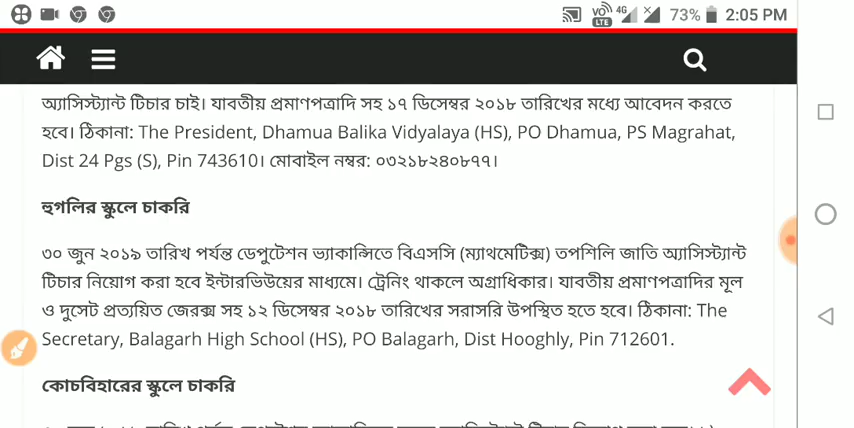 VO)) LTE 4G 73% 2:05 PM
অ্যাসিস্ট্যান্ট টিচার চাই। যাবতীয় প্রমাণপত্রাদি সহ ১৭ ডিসেম্বর ২০১৮ তারিখের মধ্যে আবেদন করতে
হবে। ঠিকানা: The President, Dhamua Balika Vidyalaya (HS), PO Dhamua, PS Magrahat,
Dist 24 Pgs (S), Pin 743610। মোবাইল নম্বর: ০৩২১৮২৪০৮৭৭।
হুগলির স্কুলে চাকরি
৩০ জুন ২০১৯ তারিখ পর্যন্ত ডেপুটেশন ভ্যাকান্সিতে বিএসসি (ম্যাথমেটিক্স) তপশিলি জাতি অ্যাসিস্ট্যান্ট
টিচার নিয়োগ করা হবে ইন্টারভিউয়ের মাধ্যমে। ট্রেনিং থাকলে অগ্রাধিকার। যাবতীয় প্রমাণপত্রাদির মূল
ও দুসেট প্রত্যয়িত জেরক্স সহ ১২ ডিসেম্বর ২০১৮ তারিখের সরাসরি উপস্থিত হতে হবে। ঠিকানা: The
Secretary, Balagarh High School (HS), PO Balagarh, Dist Hooghly, Pin 712601.
কোচবিহারের স্কুলে চাকরি